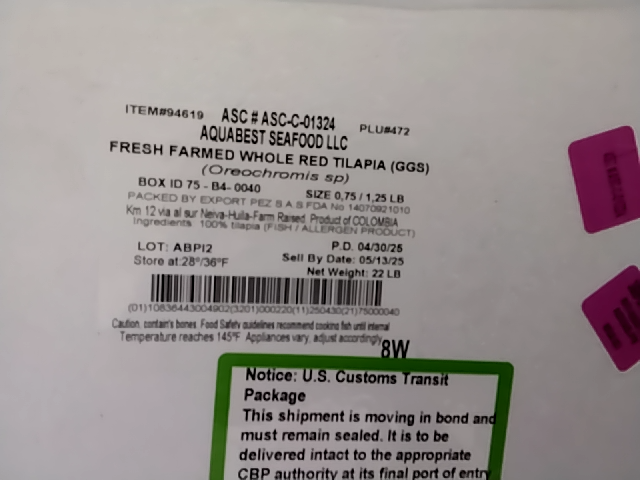 ITEM#94619 ASC # ASC-C-01324 PLU#472
AQUABEST SEAFOOD LLC
FRESH FARMED WHOLE RED TILAPIA (GGS)
(Oreochromis sp)
BOX ID 75 - B4- 0040 SIZE 0,75 / 1,25 LB
PACKED BY EXPORT PEZ S.A.S FDA No 14070921010
Km 12 via al sur Neiva-Huila-Farm Raised. Product of COLOMBIA
Ingredients 100% tilapia (FISH / ALLERGEN PRODUCT)
LOT: ABPI2 P.D. 04/30/25
Store at:28°/36°F Sell By Date: 05/13/25
Net Weight: 22 LB
(01)10836443004902(3201)000220(11)250430(21)75000040
Caution, contain's bones. Food Safety guidelines recommend cooking fish until internal
Temperature reaches 145°F Appliances vary, adjust accordingly
8W
Notice: U.S. Customs Transit
Package
This shipment is moving in bond and
must remain sealed. It is to be
delivered intact to the appropriate
CBP authority at its final port of entry